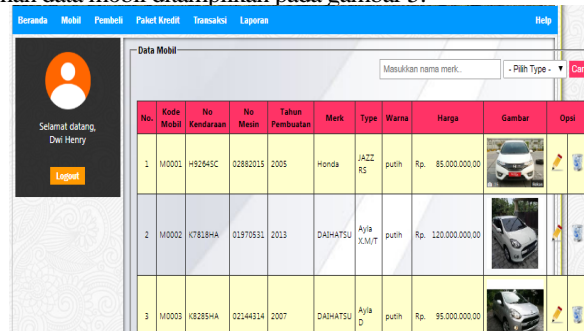 Beranda Mobil Pembeli Paket Kredit Transaksi Laporan Help
Selamat datang,
Dwi Henry
Logout
Data Mobil
Masukkan nama merk.. - Pilih Type -
No. Kode Mobil No Kendaraan No Mesin Tahun Pembuatan Merk Type Warna Harga Gambar Opsi
1 M0001 H9264SC 02882015 2005 Honda JAZZ RS putih Rp. 85.000.000,00
2 M0002 K7818HA 01970531 2013 DAIHATSU Ayla X.M/T putih Rp. 120.000.000,00
3 M0003 K8285HA 02144314 2007 DAIHATSU Ayla D putih Rp. 95.000.000,00